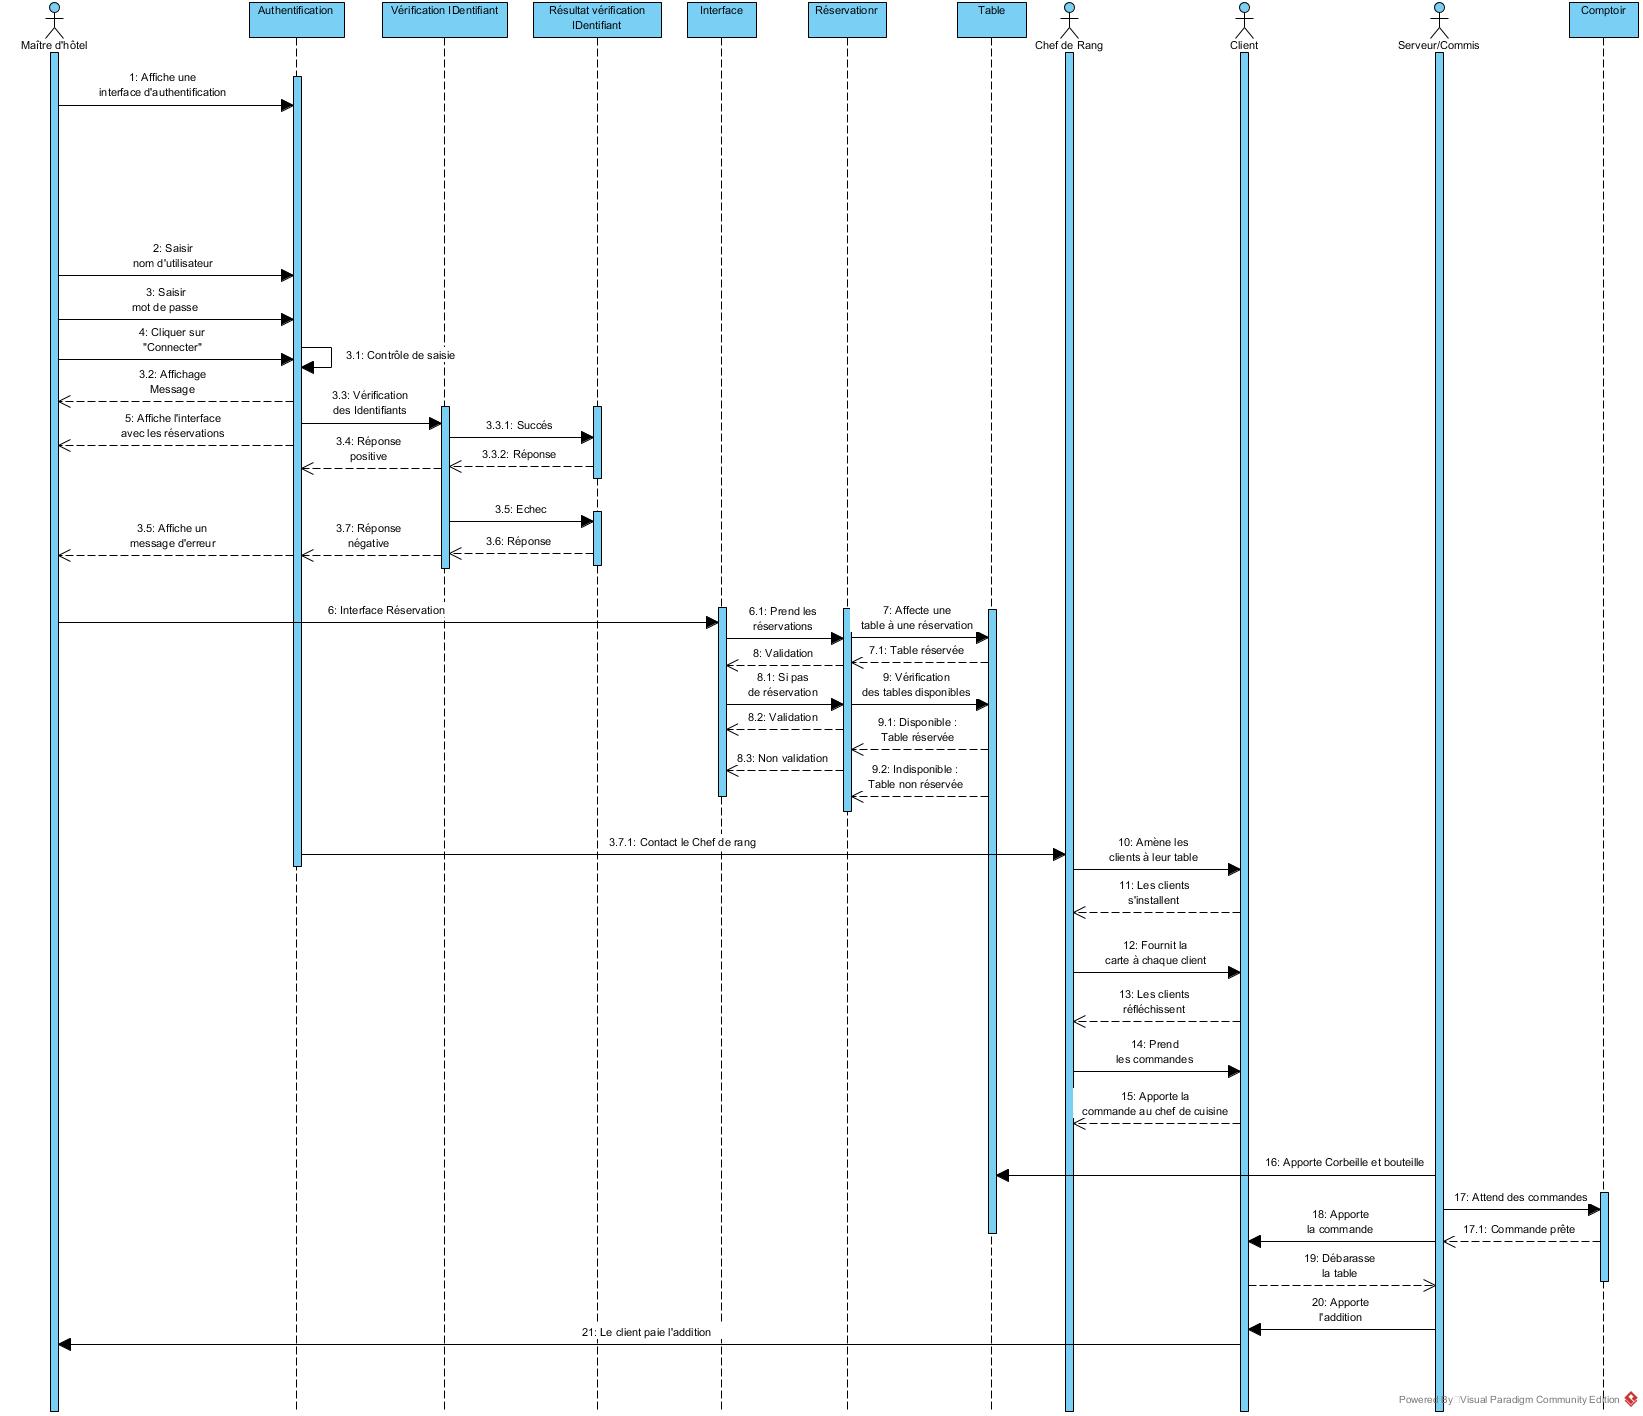 Maître d'hôtel
Authentification
Vérification IDentifiant
Résultat vérification
IDentifiant
Interface
Réservationr
Table
Chef de Rang
Client
Serveur/Commis
Comptoir
1: Affiche une
interface d'authentification
2: Saisir
nom d'utilisateur
3: Saisir
mot de passe
4: Cliquer sur
"Connecter"
3.1: Contrôle de saisie
3.2: Affichage
Message
3.3: Vérification
des Identifiants
5: Affiche l'interface
avec les réservations
3.3.1: Succés
3.4: Réponse
positive
3.3.2: Réponse
3.5: Echec
3.5: Affiche un
message d'erreur
3.7: Réponse
négative
3.6: Réponse
6: Interface Réservation
6.1: Prend les
réservations
7: Affecte une
table à une réservation
8: Validation
7.1: Table réservée
8.1: Si pas
de réservation
9: Vérification
des tables disponibles
8.2: Validation
9.1: Disponible :
Table réservée
8.3: Non validation
9.2: Indisponible :
Table non réservée
3.7.1: Contact le Chef de rang
10: Amène les
clients à leur table
11: Les clients
s'installent
12: Fournit la
carte à chaque client
13: Les clients
réfléchissent
14: Prend
les commandes
15: Apporte la
commande au chef de cuisine
16: Apporte Corbeille et bouteille
17: Attend des commandes
18: Apporte
la commande
17.1: Commande prête
19: Débarasse
la table
20: Apporte
l'addition
21: Le client paie l'addition
Powered By Visual Paradigm Community Edition